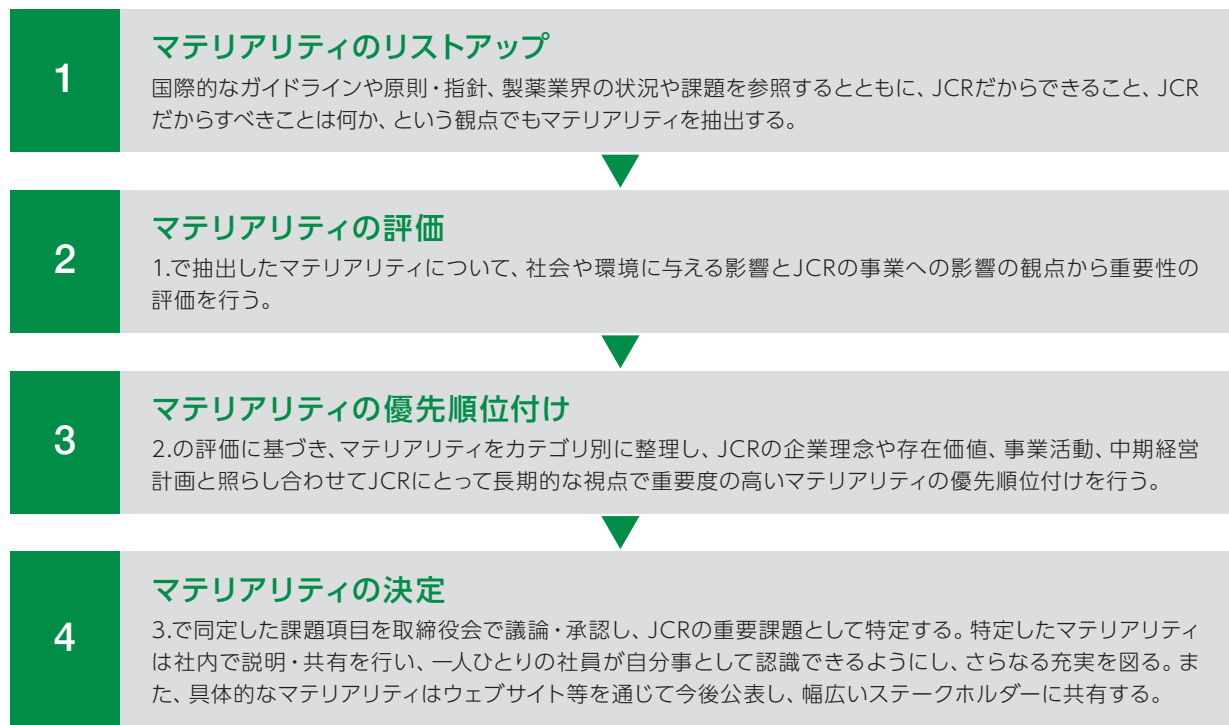 1
マテリアリティのリストアップ
国際的なガイドラインや原則・指針、製薬業界の状況や課題を参照するとともに、JCRだからできること、JCR
だからすべきことは何か、という観点でもマテリアリティを抽出する。
2
マテリアリティの評価
1.で抽出したマテリアリティについて、社会や環境に与える影響とJCRの事業への影響の観点から重要性の
評価を行う。
3
マテリアリティの優先順位付け
2.の評価に基づき、マテリアリティをカテゴリ別に整理し、JCRの企業理念や存在価値、事業活動、中期経営
計画と照らし合わせてJCRにとって長期的な視点で重要度の高いマテリアリティの優先順位付けを行う。
4
マテリアリティの決定
3.で同定した課題項目を取締役会で議論・承認し、JCRの重要課題として特定する。特定したマテリアリティ
は社内で説明・共有を行い、一人ひとりの社員が自分事として認識できるようにし、さらなる充実を図る。ま
た、具体的なマテリアリティはウェブサイト等を通じて今後公表し、幅広いステークホルダーに共有する。